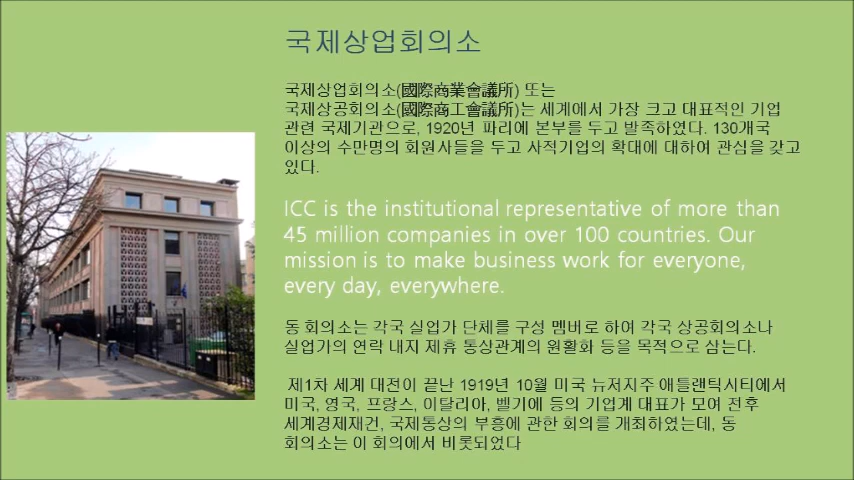 국제상업회의소
국제상업회의소(國際商業會議所) 또는
국제상공회의소(國際商工會議所)는 세계에서 가장 크고 대표적인 기업
관련 국제기관으로, 1920년 파리에 본부를 두고 발족하였다. 130개국
이상의 수만명의 회원사들을 두고 사적기업의 확대에 대하여 관심을 갖고
있다.
ICC is the institutional representative of more than
45 million companies in over 100 countries. Our
mission is to make business work for everyone,
every day, everywhere.
동 회의소는 각국 실업가 단체를 구성 멤버로 하여 각국 상공회의소나
실업가의 연락 내지 제휴 통상관계의 원활화 등을 목적으로 삼는다.
제1차 세계 대전이 끝난 1919년 10월 미국 뉴저지주 애틀랜틱시티에서
미국, 영국, 프랑스, 이탈리아, 벨기에 등의 기업계 대표가 모여 전후
세계경제재건, 국제통상의 부흥에 관한 회의를 개최하였는데, 동
회의소는 이 회의에서 비롯되었다